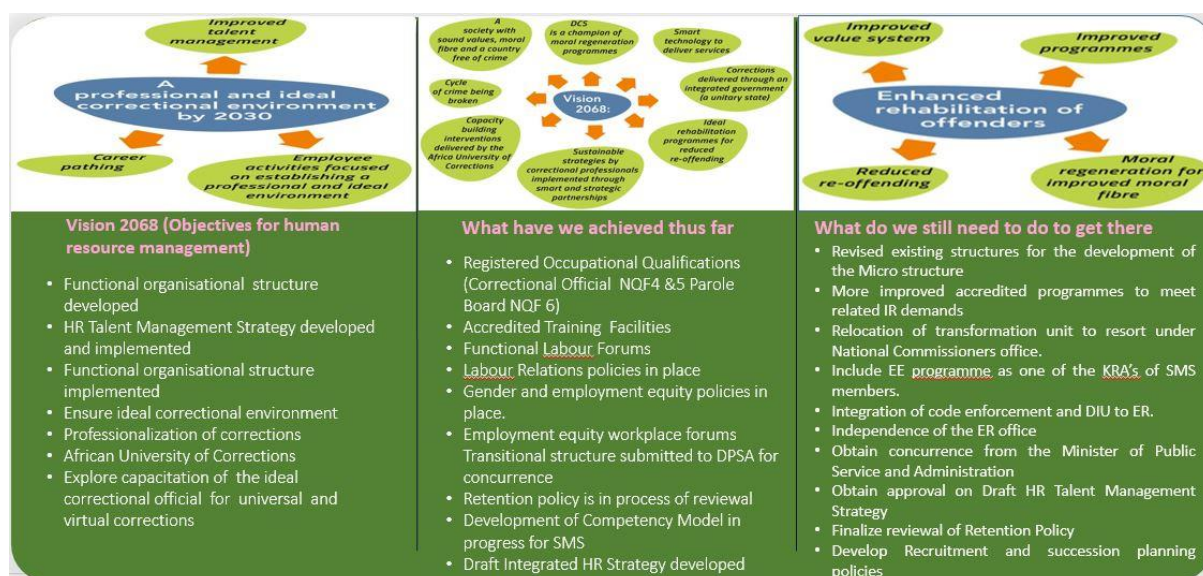 Improved
talent
management
A
professional and ideal
correctional environment
by 2030
Career
pathing
Employee
activities focused
on establishing a
professional and ideal
environment
A
society with
sound values, moral
fibre and a country
free of crime
DCS
is a champion of
moral regeneration
programmes
Smart
technology to
deliver services
Cycle
of crime being
broken
Vision
2068:
Corrections
delivered through an
integrated government
(a unitary state)
Capacity
building
interventions
delivered by the
Africa University of
Corrections
Sustainable
strategies by
correctional professionals
implemented through
smart and strategic
partnerships
Ideal
rehabilitation
programmes for
reduced
re-offending
Improved
value system
Improved
programmes
Enhanced
rehabilitation of
offenders
Reduced
re-offending
Moral
regeneration for
improved moral
fibre
Vision 2068 (Objectives for human
resource management)
• Functional organisational structure
developed
• HR Talent Management Strategy developed
and implemented
• Functional organisational structure
implemented
• Ensure ideal correctional environment
• Professionalization of corrections
• African University of Corrections
• Explore capacitation of the ideal
correctional official for universal and
virtual corrections
What have we achieved thus far
• Registered Occupational Qualifications
(Correctional Official NQF4 &5 Parole
Board NQF 6)
• Accredited Training Facilities
• Functional Labour Forums
• Labour Relations policies in place
• Gender and employment equity policies in
place.
• Employment equity workplace forums
Transitional structure submitted to DPSA for
concurrence
• Retention policy is in process of reviewal
• Development of Competency Model in
progress for SMS
• Draft Integrated HR Strategy developed
What do we still need to do to get there
• Revised existing structures for the development of
the Micro structure
• More improved accredited programmes to meet
related IR demands
• Relocation of transformation unit to resort under
National Commissioners office.
• Include EE programme as one of the KRA's of SMS
members.
• Integration of code enforcement and DIU to ER.
• Independence of the ER office
• Obtain concurrence from the Minister of Public
Service and Administration
• Obtain approval on Draft HR Talent Management
Strategy
• Finalize reviewal of Retention Policy
• Develop Recruitment and succession planning
policies